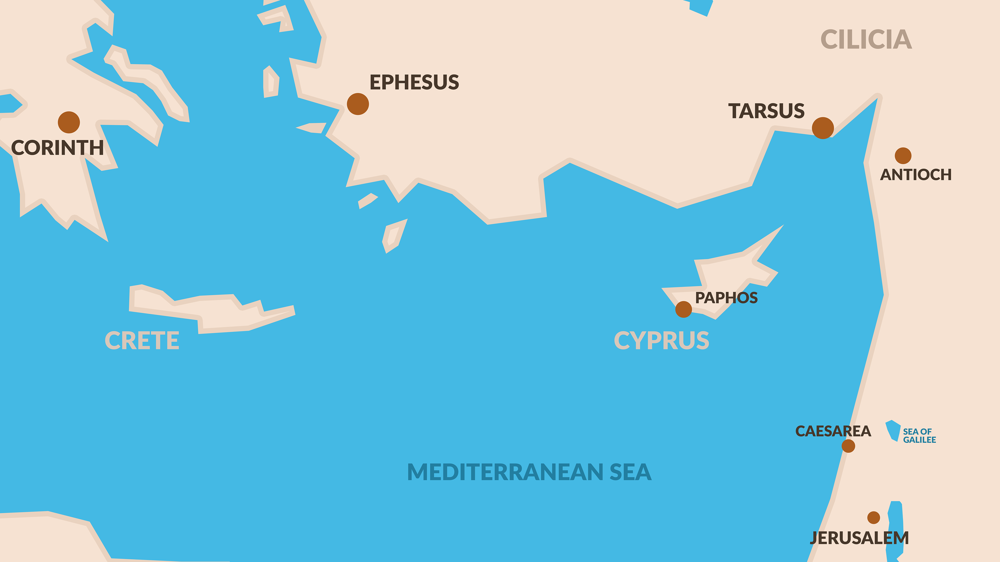 CILICIA
EPHESUS
TARSUS
CORINTH
ANTIOCH
PAPHOS
CRETE
CYPRUS
CAESAREA
SEA OF
GALILEE
MEDITERRANEAN SEA
JERUSALEM